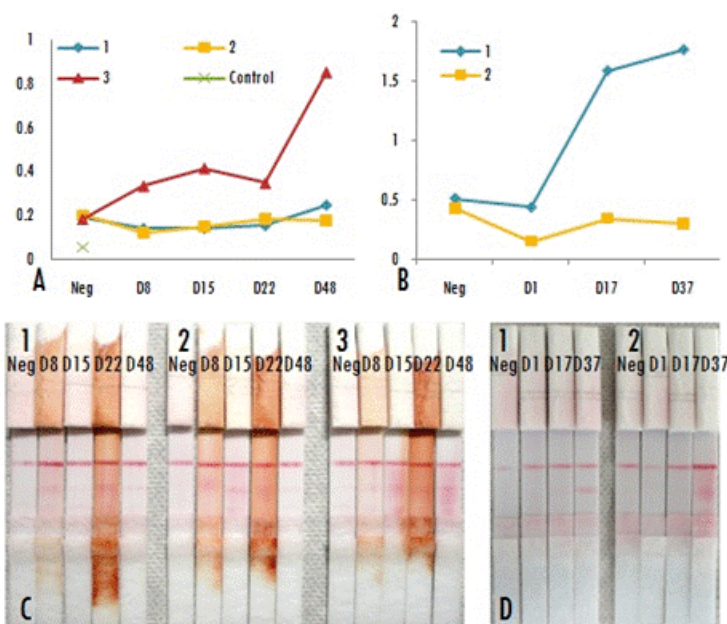 1 2
3 Control
1
0.8
0.6
0.4
0.2
0
A Neg D8 D15 D22 D48
1
2
2
1.5
1
0.5
0
B Neg D1 D17 D37
1 2 3
Neg D8 D15 D22 D48 Neg D8 D15 D22 D48 Neg D8 D15 D22 D48
C
1 2
Neg D1 D17 D37 Neg D1 D17 D37
D